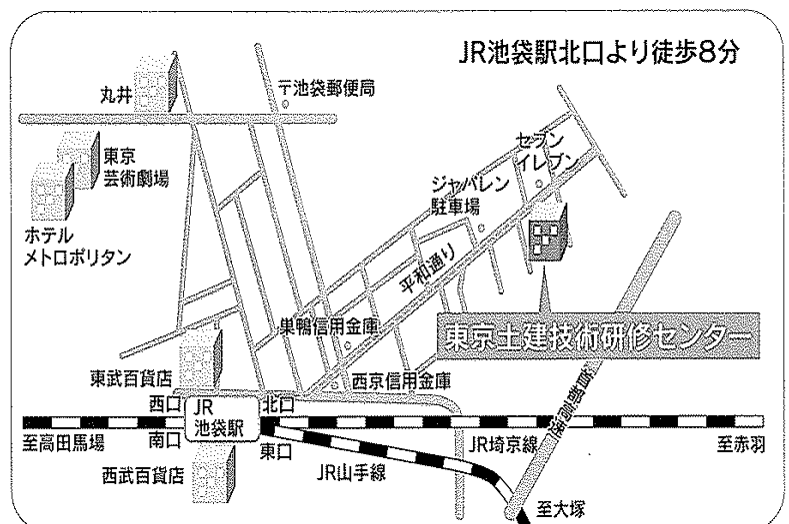 JR池袋駅北口より徒歩8分
丸井
〒池袋郵便局
東京
芸術劇場
セブン
イレブン
ジャパレン
駐車場
ホテル
メトロポリタン
平和通り
巣鴨信用金庫
東京土建技術研修センター
東武百貨店
西京信用金庫
首都高速
西口
北口
JR
池袋駅
至高田馬場
南口
東口
JR埼京線
至赤羽
西武百貨店
JR山手線
至大塚